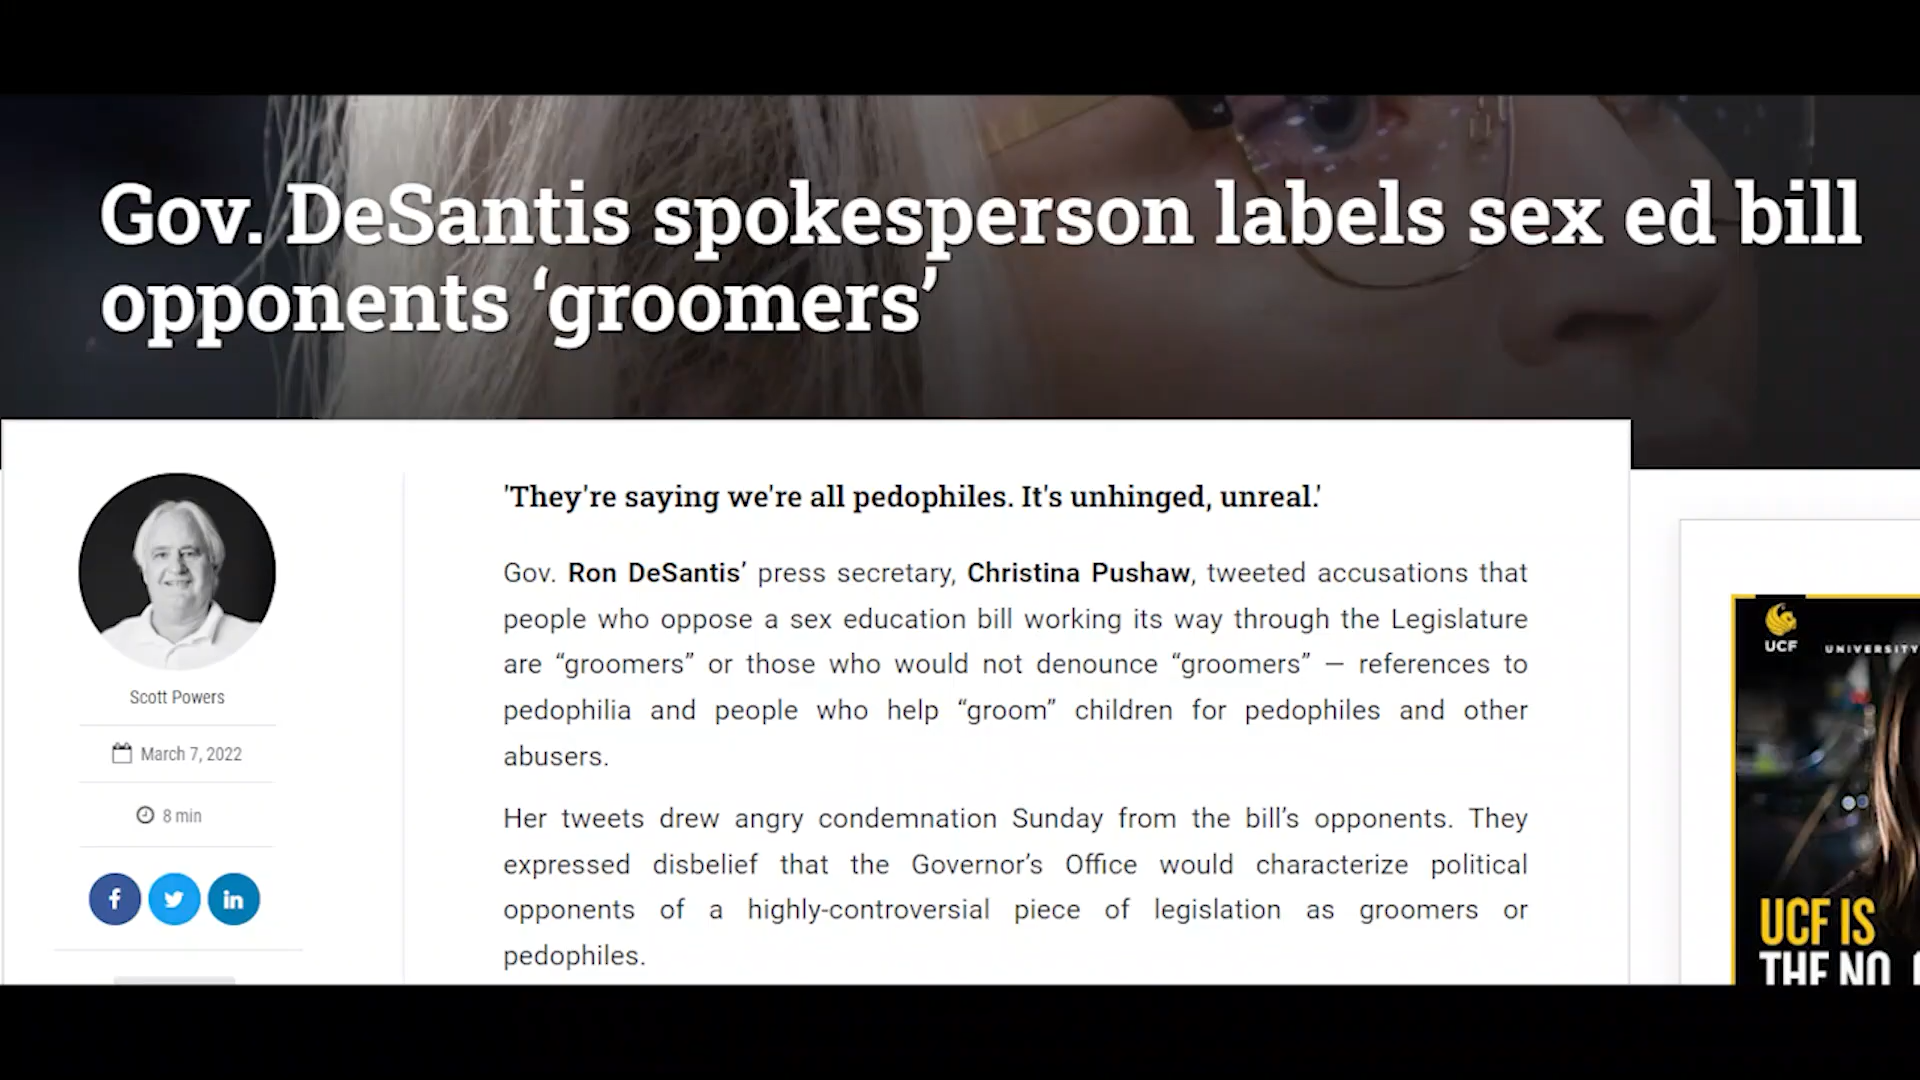 Gov. DeSantis spokesperson labels sex ed bill
opponents ‘groomers’
Scott Powers
March 7, 2022
8 min
'They're saying we're all pedophiles. It's unhinged, unreal.'
Gov. Ron DeSantis’ press secretary, Christina Pushaw, tweeted accusations that
people who oppose a sex education bill working its way through the Legislature
are “groomers” or those who would not denounce “groomers” — references to
pedophilia and people who help “groom” children for pedophiles and other
abusers.
Her tweets drew angry condemnation Sunday from the bill’s opponents. They
expressed disbelief that the Governor’s Office would characterize political
opponents of a highly-controversial piece of legislation as groomers or
pedophiles.
UCF
UNIVERSITY
UCF IS
THE NO